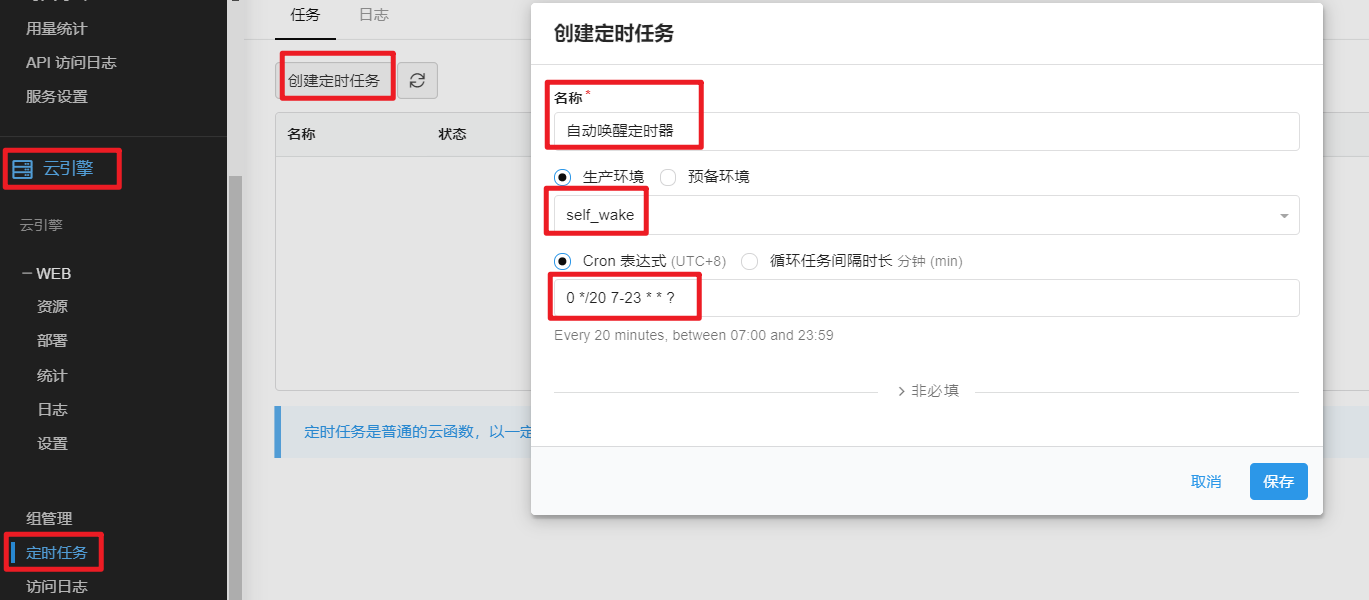 用量统计
API 访问日志
服务设置
云引擎
云引擎
WEB
资源
部署
统计
日志
设置
组管理
定时任务
访问日志
任务 日志
创建定时任务
名称 状态
定时任务是普通的云函数，以一定
创建定时任务
名称*
自动唤醒定时器
生产环境 预备环境
self_wake
Cron 表达式 (UTC+8) 循环任务间隔时长 分钟 (min)
0 */20 7-23 * * ?
Every 20 minutes, between 07:00 and 23:59
非必填
取消 保存